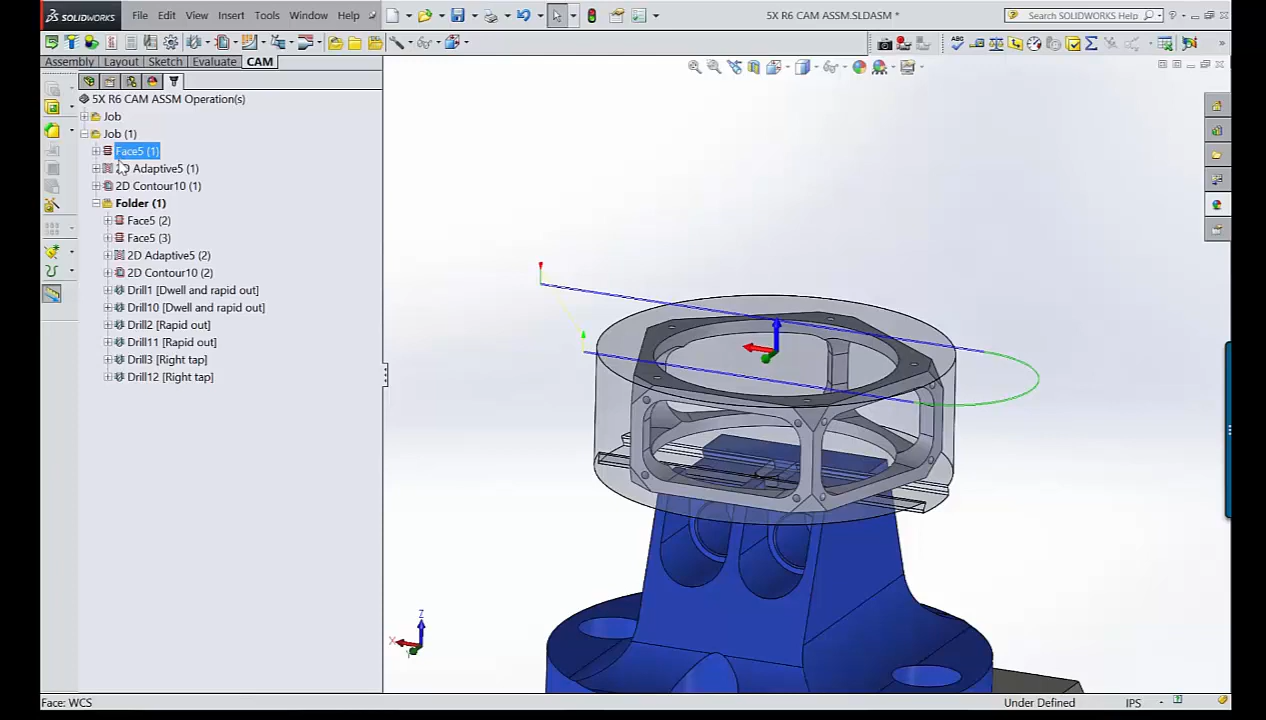 SOLIDWORKS File Edit View Insert Tools Window Help 5X R6 CAM ASSM.SLDASM * Search SOLIDWORKS Help
Assembly Layout Sketch Evaluate CAM
5X R6 CAM ASSM Operation(s)
Job
Job (1)
Face5 (1)
2D Adaptive5 (1)
2D Contour10 (1)
Folder (1)
Face5 (2)
Face5 (3)
2D Adaptive5 (2)
2D Contour10 (2)
Drill1 [Dwell and rapid out]
Drill10 [Dwell and rapid out]
Drill2 [Rapid out]
Drill11 [Rapid out]
Drill3 [Right tap]
Drill12 [Right tap]
Z
X
Y
Face: WCS Under Defined IPS